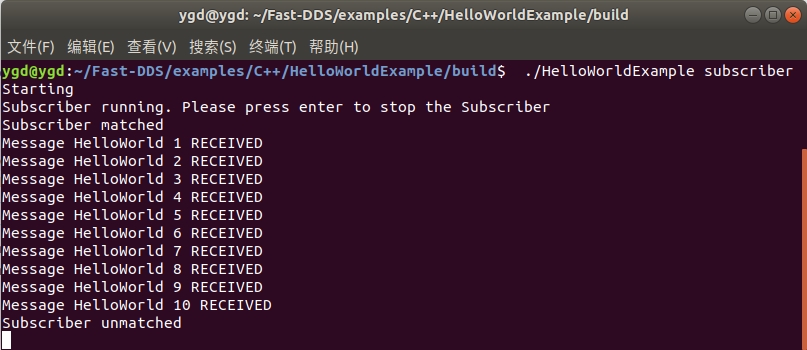 ygd@ygd: ~/Fast-DDS/examples/C++/HelloWorldExample/build
文件(F) 编辑(E) 查看(V) 搜索(S) 终端(T) 帮助(H)
ygd@ygd:~/Fast-DDS/examples/C++/HelloWorldExample/build$  ./HelloWorldExample subscriber
Starting
Subscriber running. Please press enter to stop the Subscriber
Subscriber matched
Message HelloWorld 1 RECEIVED
Message HelloWorld 2 RECEIVED
Message HelloWorld 3 RECEIVED
Message HelloWorld 4 RECEIVED
Message HelloWorld 5 RECEIVED
Message HelloWorld 6 RECEIVED
Message HelloWorld 7 RECEIVED
Message HelloWorld 8 RECEIVED
Message HelloWorld 9 RECEIVED
Message HelloWorld 10 RECEIVED
Subscriber unmatched